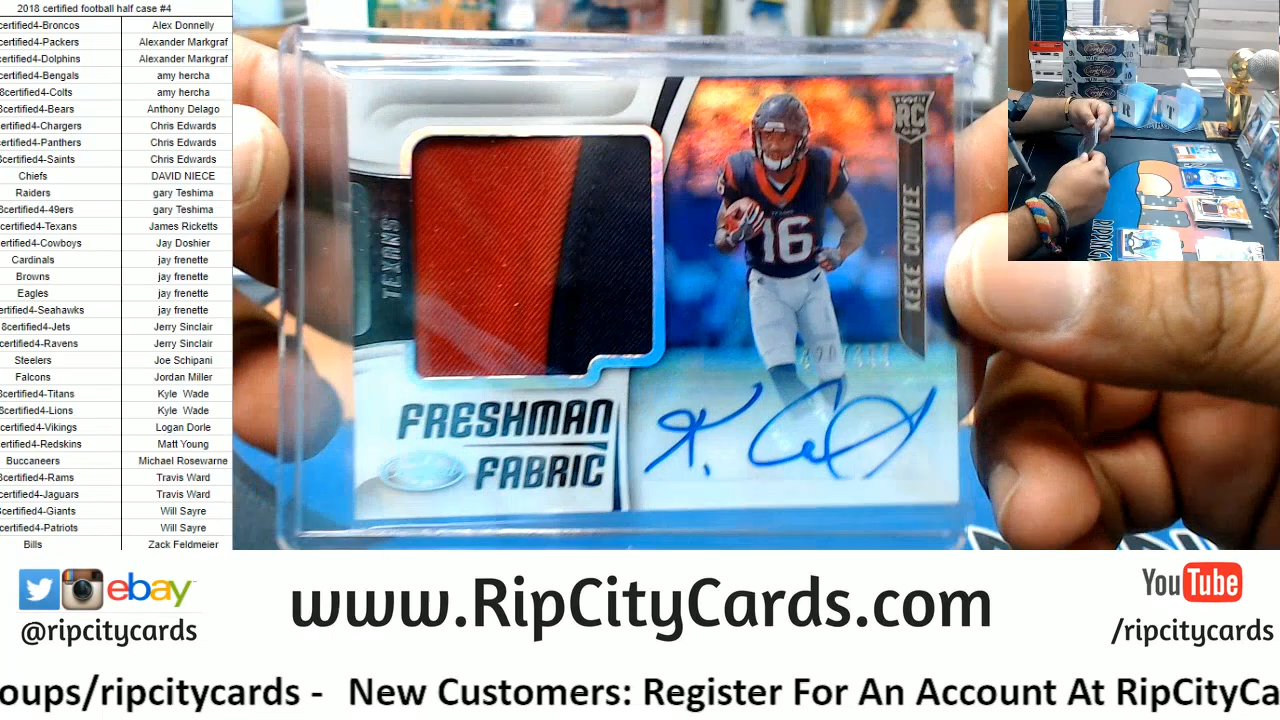 2018 certified football half case #4
certified4-Broncos Alex Donnelly
certified4-Packers Alexander Markgraf
certified4-Dolphins Alexander Markgraf
certified4-Bengals amy hercha
8certified4-Colts amy hercha
8certified4-Bears Anthony Delago
ertified4-Chargers Chris Edwards
ertified4-Panthers Chris Edwards
certified4-Saints Chris Edwards
Chiefs DAVID NIECE
Raiders gary Teshima
8certified4-49ers gary Teshima
certified4-Texans James Ricketts
ertified4-Cowboys Jay Doshier
Cardinals jay frenette
Browns jay frenette
Eagles jay frenette
ertified4-Seahawks jay frenette
8certified4-Jets Jerry Sinclair
certified4-Ravens Jerry Sinclair
Steelers Joe Schipani
Falcons Jordan Miller
8certified4-Titans Kyle Wade
8certified4-Lions Kyle Wade
certified4-Vikings Logan Dorle
ertified4-Redskins Matt Young
Buccaneers Michael Rosewarne
8certified4-Rams Travis Ward
certified4-Jaguars Travis Ward
8certified4-Giants Will Sayre
certified4-Patriots Will Sayre
Bills Zack Feldmeier
TEXANS
ROOKIE
RC
16
KEKE COUTEE
FRESHMAN
FABRIC
K. C
ebay
@ripcitycards
www.RipCityCards.com
YouTube
/ripcitycards
oups/ripcitycards - New Customers: Register For An Account At RipCityCa